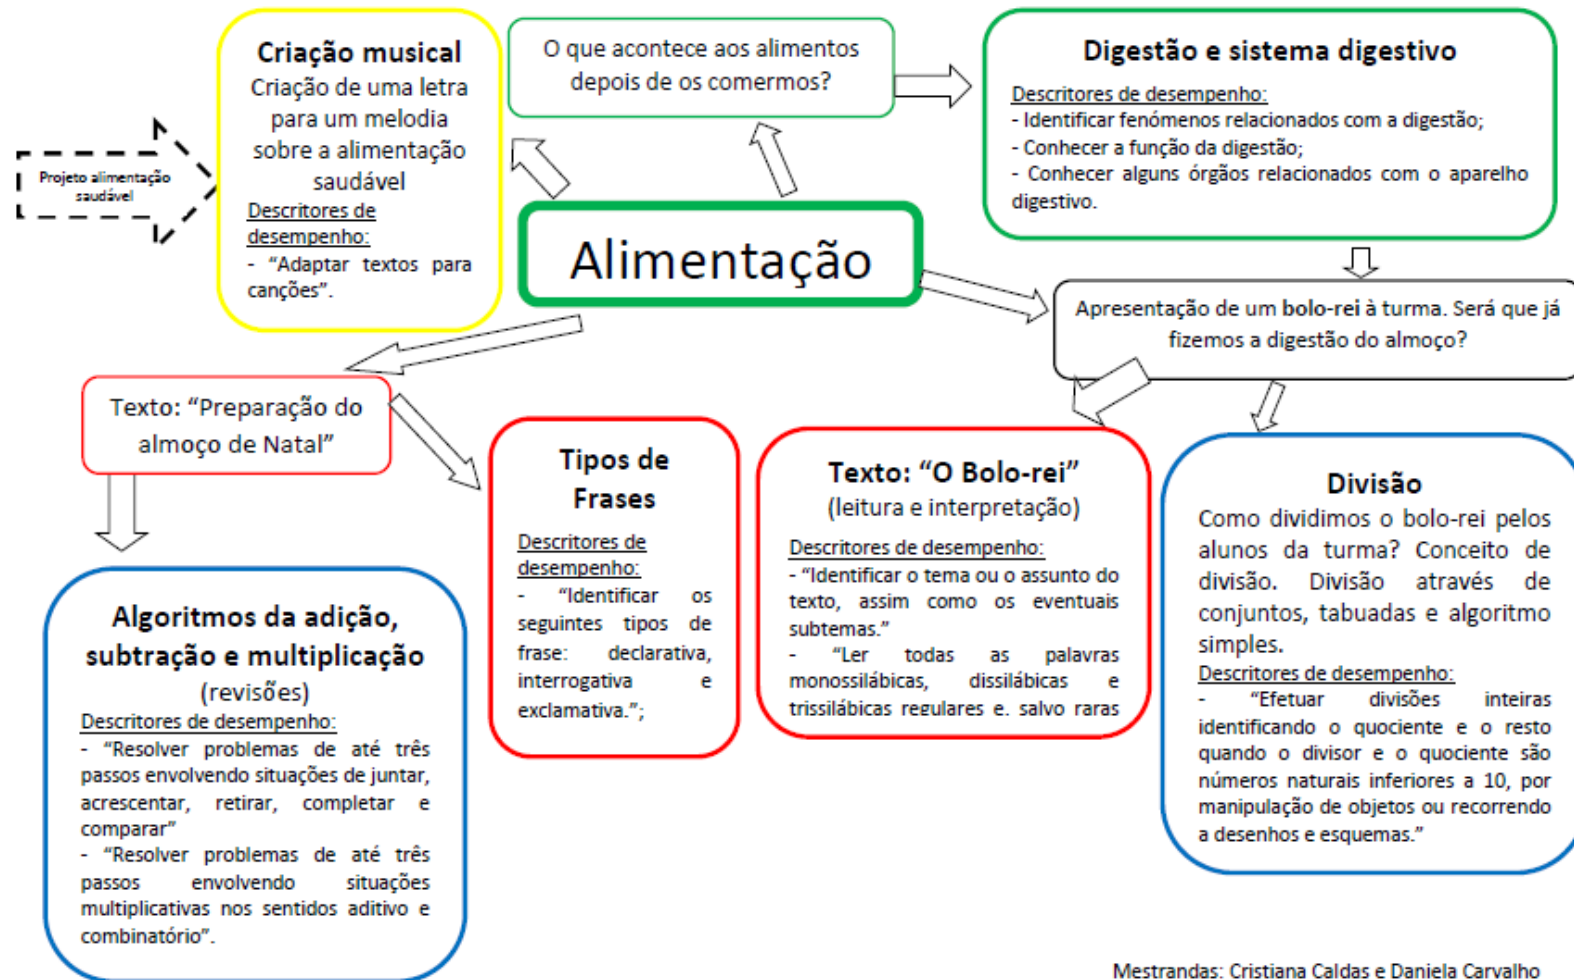 Projeto alimentação
saudável
Criação musical
Criação de uma letra
para um melodia
sobre a alimentação
saudável
Descritores de
desempenho:
- “Adaptar textos para
canções”.
O que acontece aos alimentos
depois de os comermos?
Digestão e sistema digestivo
Descritores de desempenho:
- Identificar fenómenos relacionados com a digestão;
- Conhecer a função da digestão;
- Conhecer alguns órgãos relacionados com o aparelho
digestivo.
Alimentação
Apresentação de um bolo-rei à turma. Será que já
fizemos a digestão do almoço?
Texto: “Preparação do
almoço de Natal”
Tipos de
Frases
Descritores de
desempenho:
- “Identificar os
seguintes tipos de
frase: declarativa,
interrogativa e
exclamativa.”;
Texto: “O Bolo-rei”
(leitura e interpretação)
Descritores de desempenho:
- “Identificar o tema ou o assunto do
texto, assim como os eventuais
subtemas.”
- “Ler todas as palavras
monossilábicas, dissilábicas e
trissilábicas regulares e, salvo raras
Divisão
Como dividimos o bolo-rei pelos
alunos da turma? Conceito de
divisão. Divisão através de
conjuntos, tabuadas e algoritmo
simples.
Descritores de desempenho:
- “Efetuar divisões inteiras
identificando o quociente e o resto
quando o divisor e o quociente são
números naturais inferiores a 10, por
manipulação de objetos ou recorrendo
a desenhos e esquemas.”
Algoritmos da adição,
subtração e multiplicação
(revisões)
Descritores de desempenho:
- “Resolver problemas de até três
passos envolvendo situações de juntar,
acrescentar, retirar, completar e
comparar”
- “Resolver problemas de até três
passos envolvendo situações
multiplicativas nos sentidos aditivo e
combinatório”.
Mestrandas: Cristiana Caldas e Daniela Carvalho